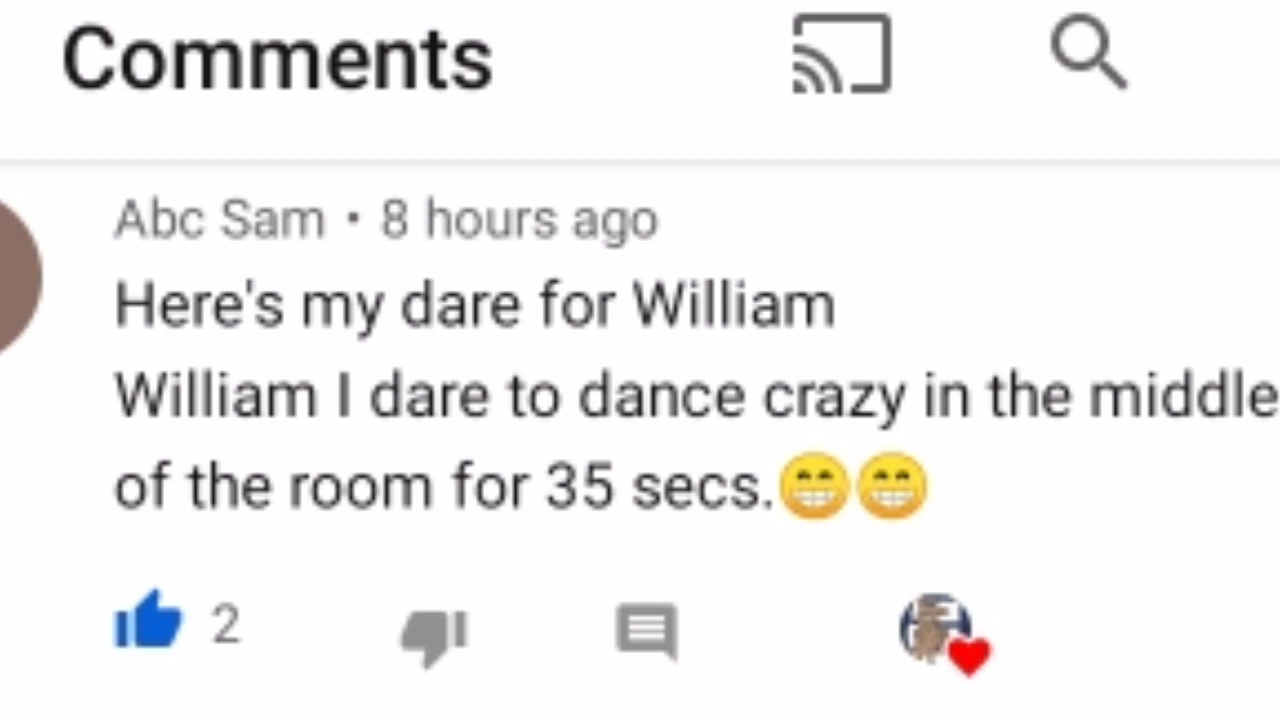 Comments
Abc Sam • 8 hours ago
Here's my dare for William
William I dare to dance crazy in the middle
of the room for 35 secs.😁😁
2